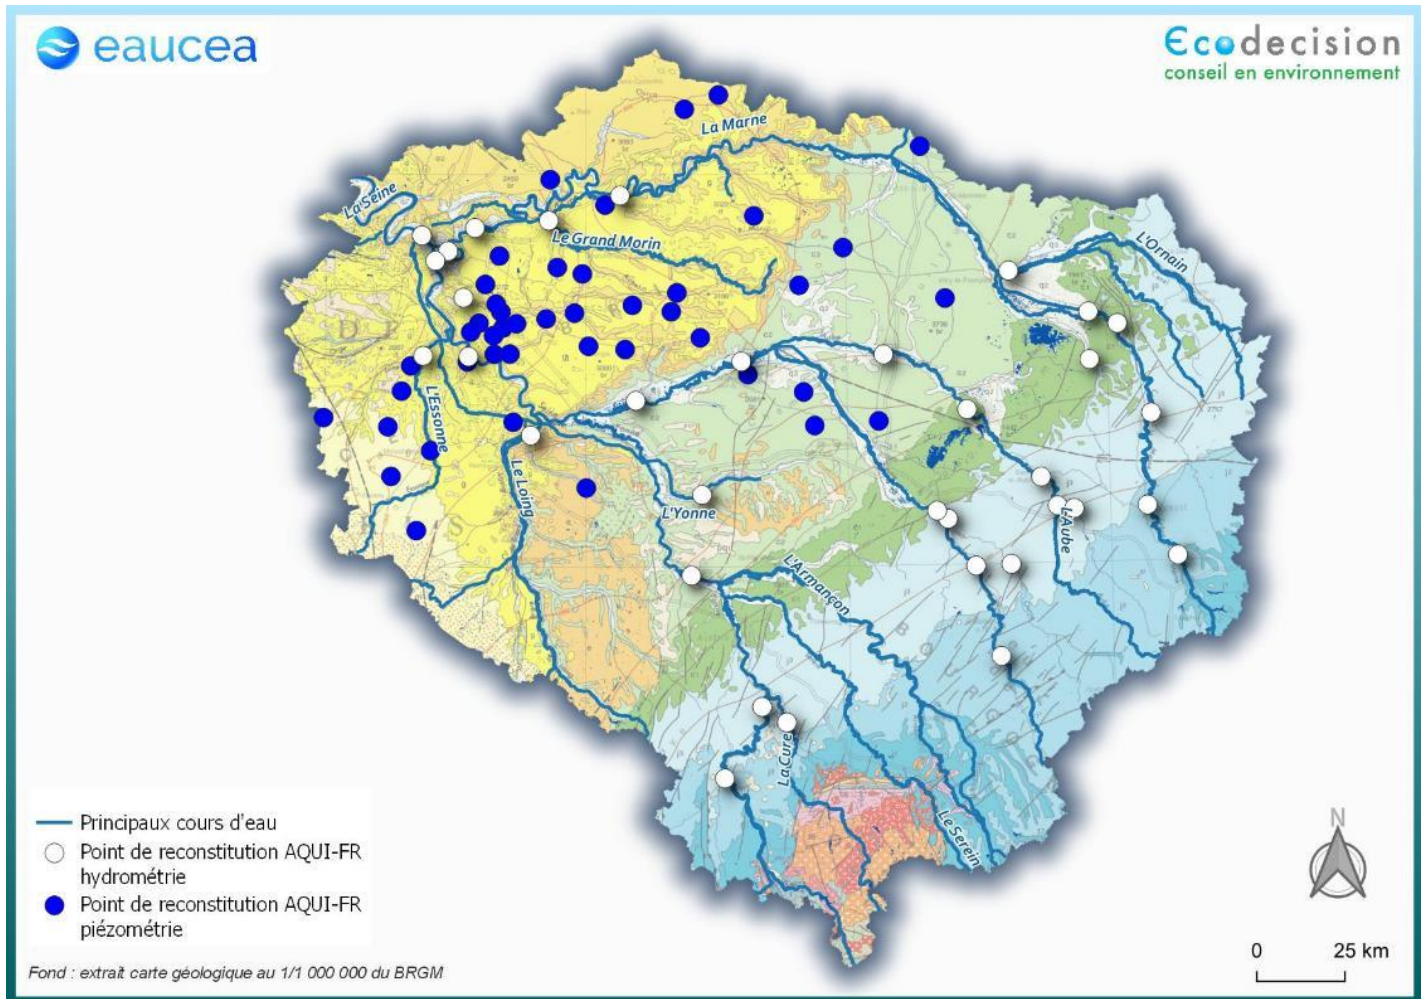 eaucea
Ecodecision
conseil en environnement
La Marne
La Seine
Le Grand Morin
L'Ornain
L'Essonne
Le Loing
L'Yonne
L'Aube
L'Armançon
La Cure
Le Serein
Principaux cours d'eau
Point de reconstitution AQUI-FR
hydrométrie
Point de reconstitution AQUI-FR
piézométrie
Fond : extrait carte géologique au 1/1 000 000 du BRGM
N
0 25 km